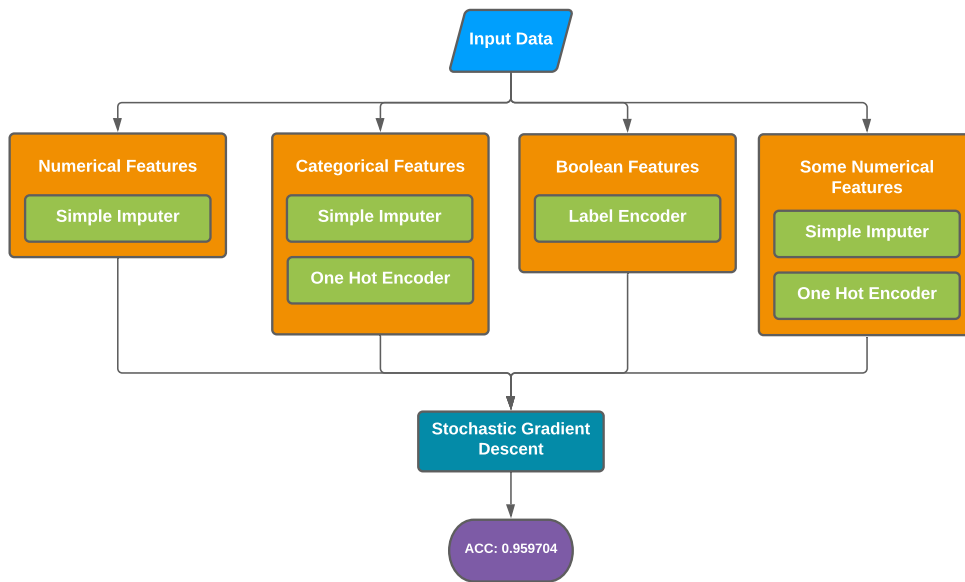 Input Data
Numerical Features
Simple Imputer
Categorical Features
Simple Imputer
One Hot Encoder
Boolean Features
Label Encoder
Some Numerical
Features
Simple Imputer
One Hot Encoder
Stochastic Gradient
Descent
ACC: 0.959704